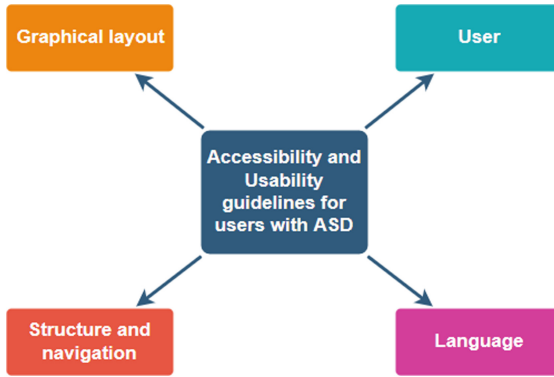 Graphical layout
User
Accessibility and
Usability
guidelines for
users with ASD
Structure and
navigation
Language